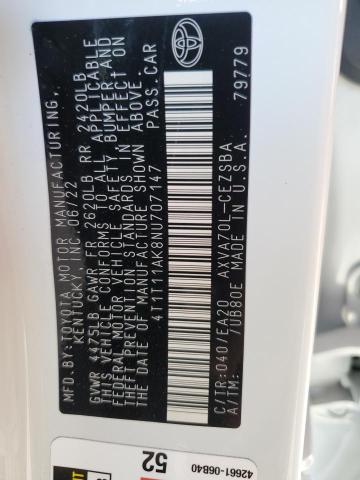 MFD.BY:TOYOTA MOTOR MANUFACTURING,
KENTUCKY, INC. 06/22
GVWR 4475LB GAWR FR 2620LB RR 2420LB
THIS VEHICLE CONFORMS TO ALL APPLICABLE
FEDERAL MOTOR VEHICLE SAFETY, BUMPER, AND
THEFT PREVENTION STANDARDS IN EFFECT ON
THE DATE OF MANUFACTURE SHOWN ABOVE.
4T1T11AK8NU707147 PASS.CAR
C/TR:040/EA20 AXVA70L-CEZSBA
A/TM: /UB80E MADE IN U.S.A.
79779
42661-06B40
52